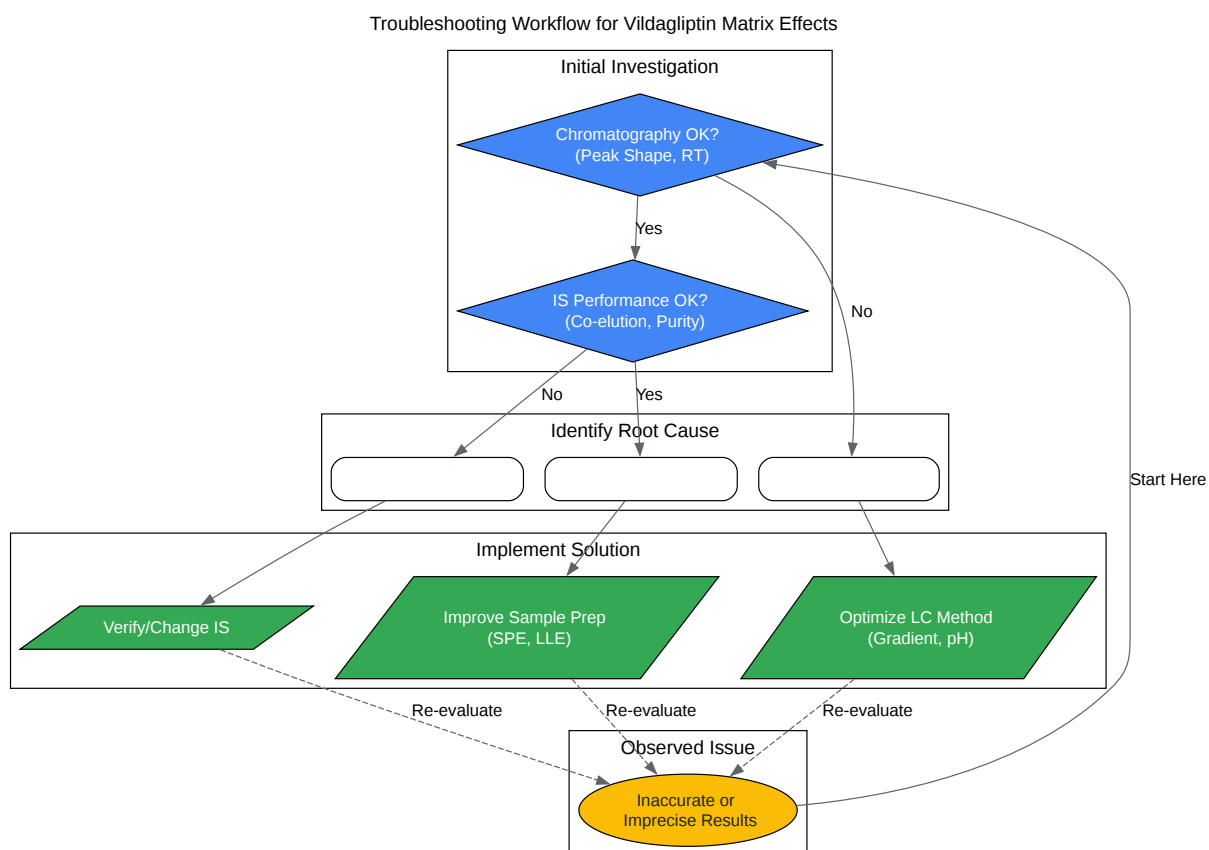 Troubleshooting Workflow for Vildagliptin Matrix Effects
Initial Investigation
Chromatography OK?
(Peak Shape, RT)
Yes
IS Performance OK?
(Co-elution, Purity)
No
No
Yes
Identify Root Cause
Start Here
Implement Solution
Verify/Change IS
Improve Sample Prep
(SPE, LLE)
Optimize LC Method
(Gradient, pH)
Re-evaluate
Re-evaluate
Re-evaluate
Observed Issue
Inaccurate or
Imprecise Results